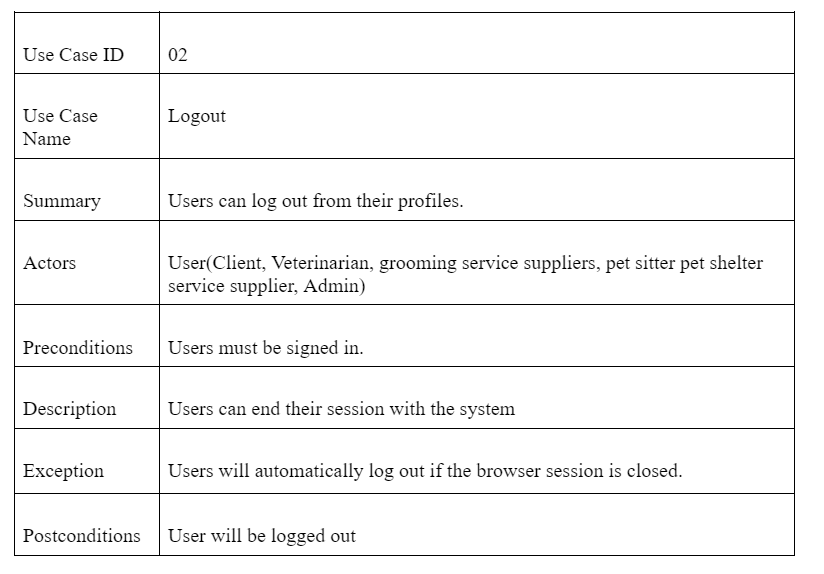 Use Case ID
02
Use Case
Name
Logout
Summary
Users can log out from their profiles.
Actors
User(Client, Veterinarian, grooming service suppliers, pet sitter pet shelter
service supplier, Admin)
Preconditions
Users must be signed in.
Description
Users can end their session with the system
Exception
Users will automatically log out if the browser session is closed.
Postconditions
User will be logged out